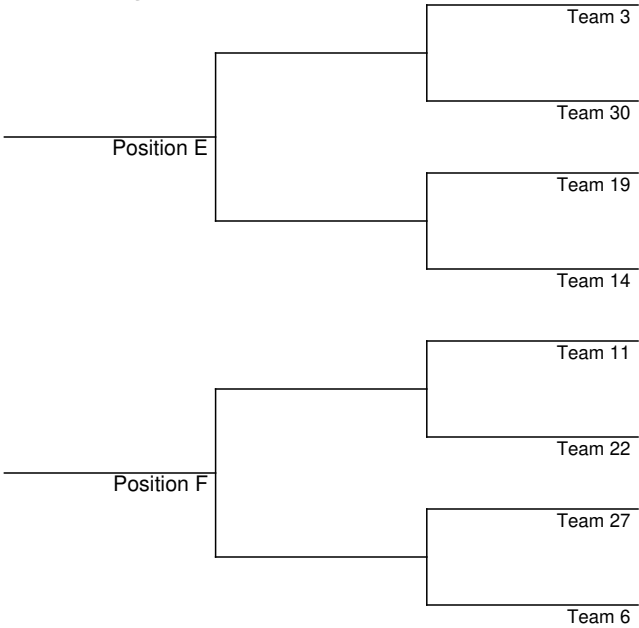 Team 3
Team 30
Position E
Team 19
Team 14
Team 11
Team 22
Position F
Team 27
Team 6